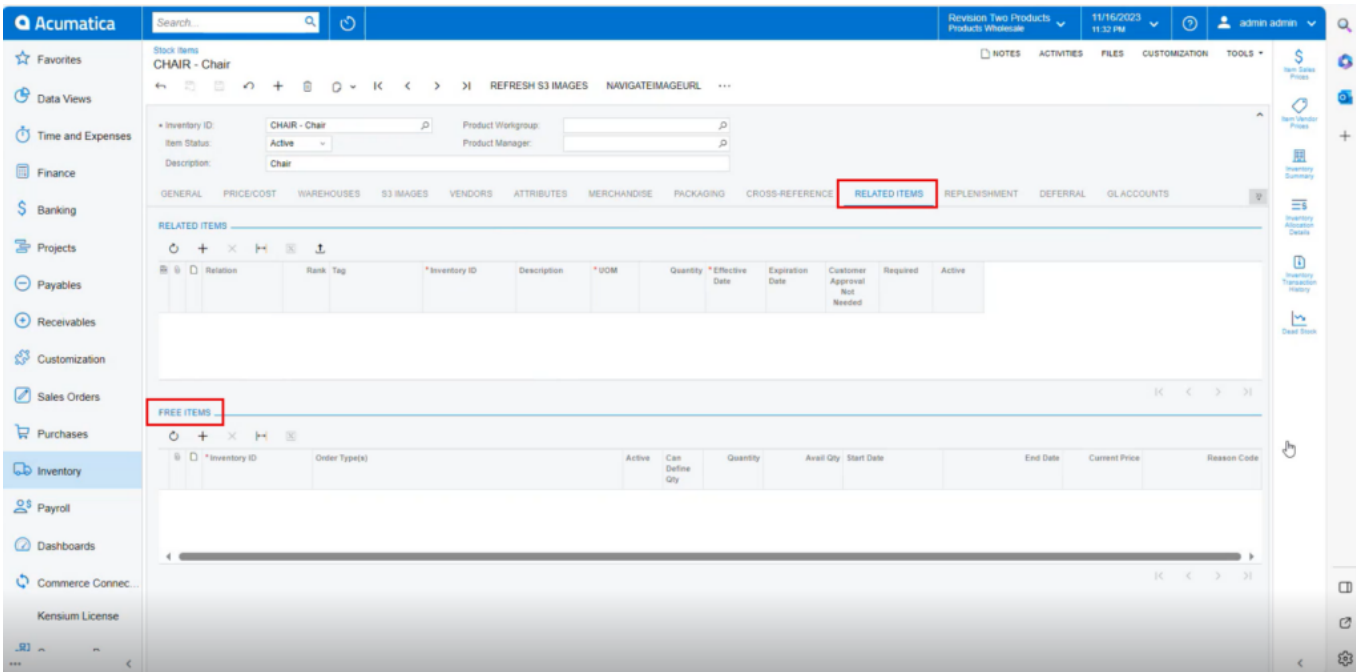 Acumatica
Search...
Revision Two Products
Products Wholesale
11/16/2023
11:32 PM
admin admin
Favorites
Data Views
Time and Expenses
Finance
Banking
Projects
Payables
Receivables
Customization
Sales Orders
Purchases
Inventory
Payroll
Dashboards
Commerce Connec...
Kensium License
Stock Items
CHAIR - Chair
NOTES ACTIVITIES FILES CUSTOMIZATION TOOLS
REFRESH S3 IMAGES NAVIGATEIMAGEURL ...
* Inventory ID: CHAIR - Chair Product Workgroup:
Item Status: Active Product Manager:
Description: Chair
GENERAL PRICE/COST WAREHOUSES S3 IMAGES VENDORS ATTRIBUTES MERCHANDISE PACKAGING CROSS-REFERENCE RELATED ITEMS REPLENISHMENT DEFERRAL GL ACCOUNTS
RELATED ITEMS
Relation Rank Tag * Inventory ID Description * UOM Quantity * Effective Date Expiration Date Customer Approval Not Needed Required Active
FREE ITEMS
* Inventory ID Order Type(s) Active Can Define Qty Quantity Avail Qty Start Date End Date Current Price Reason Code
Item Sales Prices
Item Vendor Prices
Inventory Summary
Inventory Allocation Details
Inventory Transaction History
Dead Stock